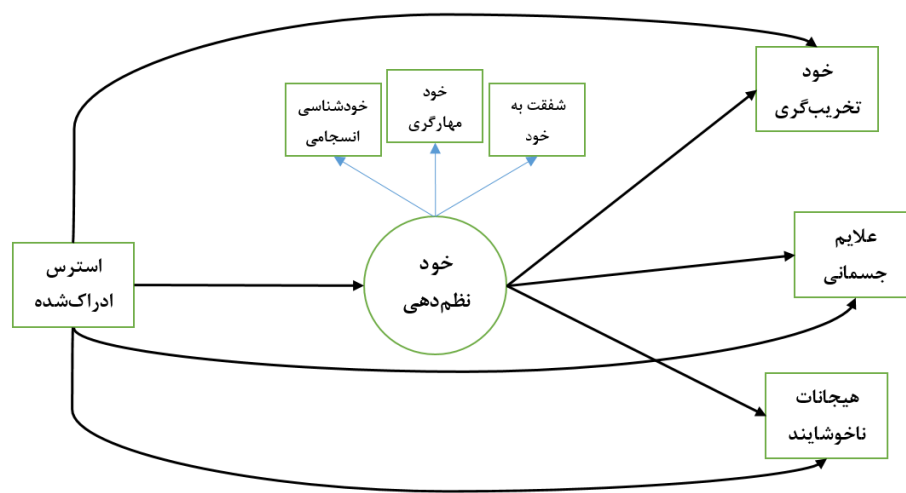 خود
تخریب‌گری
شفقت به
خود
خود
مهارگری
خودشناسی
انسجامی
علایم
جسمانی
خود
نظم‌دهی
استرس
ادراک‌شده
هیجانات
ناخوشایند